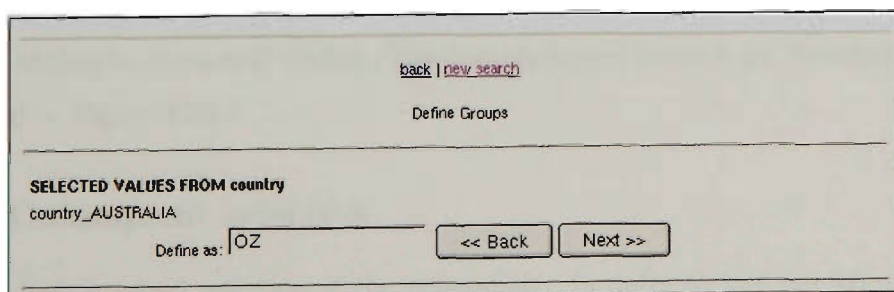 back | new search
Define Groups
SELECTED VALUES FROM country
country_AUSTRALIA
Define as: OZ << Back Next >>